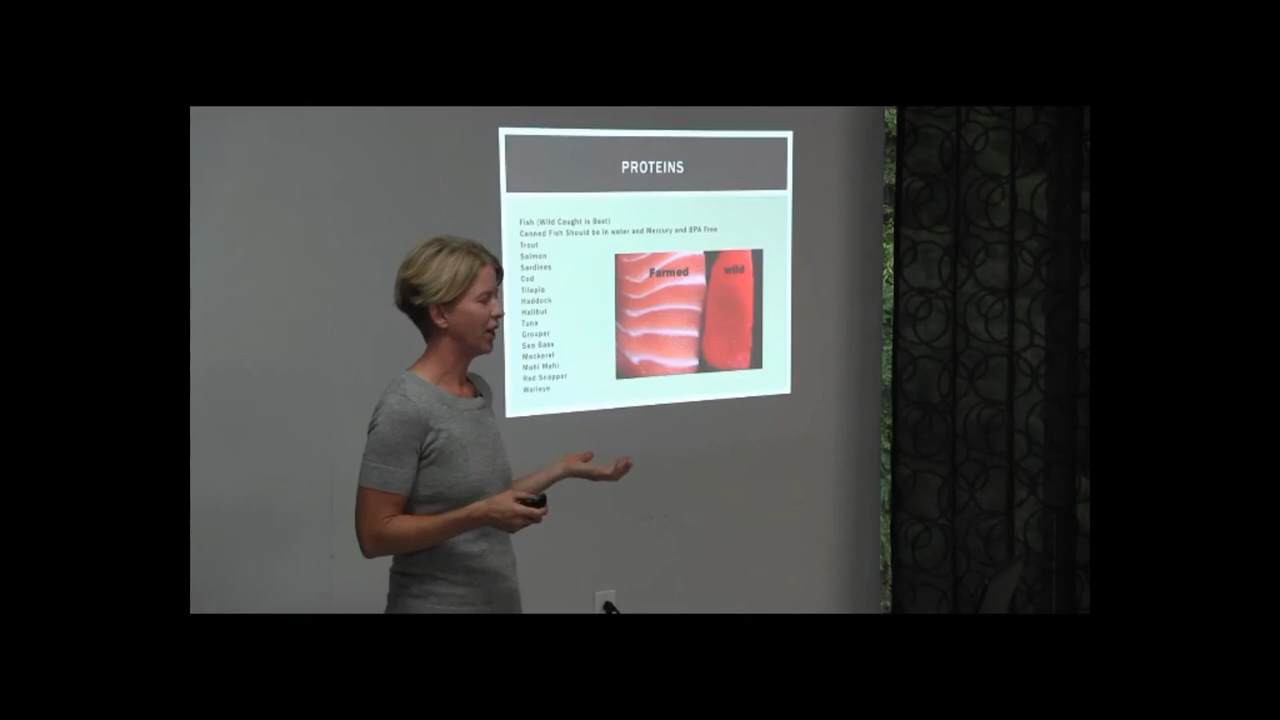 PROTEINS
Fish (Wild Caught is Best)
Canned Fish Should be in water and Mercury and BPA Free
Trout
Salmon
Sardines
Cod
Tilapia
Haddock
Halibut
Tuna
Grouper
Sea Bass
Mackerel
Mahi Mahi
Red Snapper
Walleye
Farmed
wild